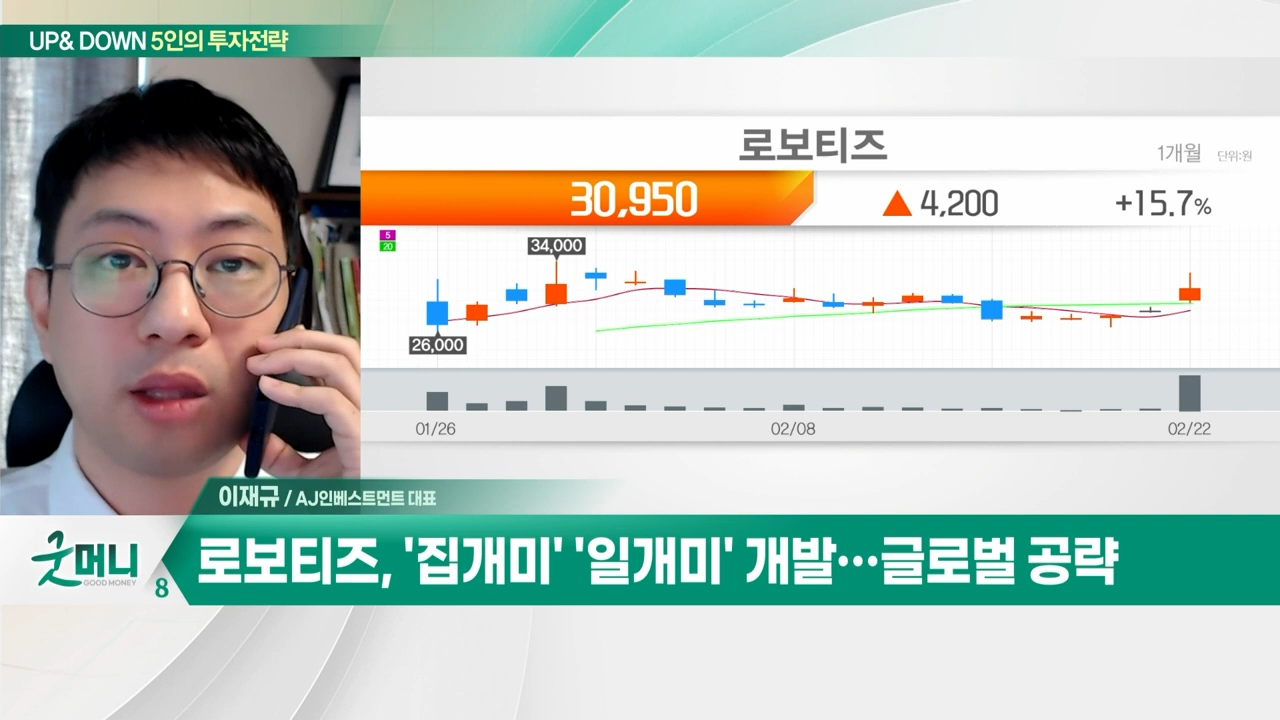 UP& DOWN 5인의 투자전략
로보티즈
1개월 단위:원
30,950 ▲ 4,200 +15.7%
5
20
34,000
26,000
01/26 02/08 02/22
이재규 / AJ인베스트먼트 대표
굿머니
GOOD MONEY
8
로보티즈, '집개미' '일개미' 개발…글로벌 공략